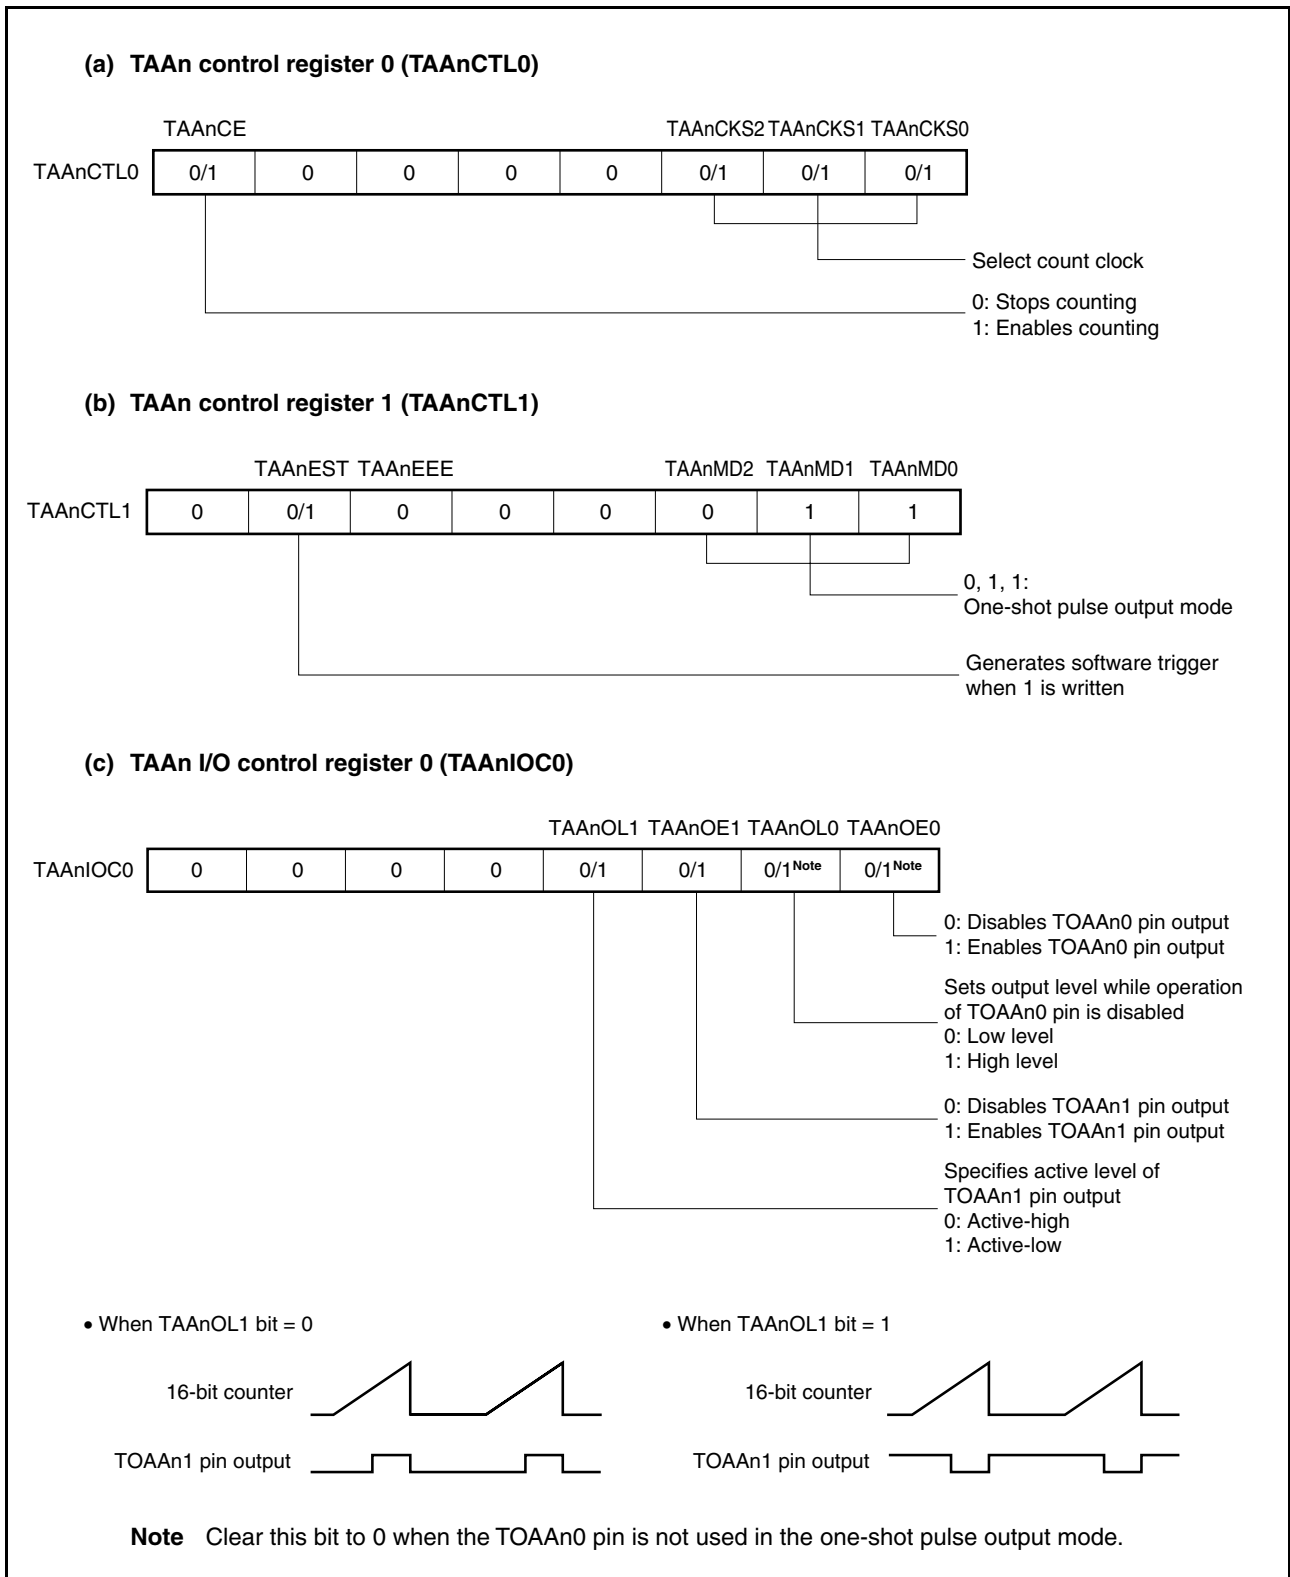 (a) TAAn control register 0 (TAAnCTL0)
TAAnCE TAAnCKS2 TAAnCKS1 TAAnCKS0
TAAnCTL0 0/1 0 0 0 0 0/1 0/1 0/1
Select count clock
0: Stops counting
1: Enables counting
(b) TAAn control register 1 (TAAnCTL1)
TAAnEST TAAnEEE TAAnMD2 TAAnMD1 TAAnMD0
TAAnCTL1 0 0/1 0 0 0 0 1 1
0, 1, 1:
One-shot pulse output mode
Generates software trigger
when 1 is written
(c) TAAn I/O control register 0 (TAAnIOC0)
TAAnOL1 TAAnOE1 TAAnOL0 TAAnOE0
TAAnIOC0 0 0 0 0 0/1 0/1 0/1Note 0/1Note
0: Disables TOAAn0 pin output
1: Enables TOAAn0 pin output
Sets output level while operation
of TOAAn0 pin is disabled
0: Low level
1: High level
0: Disables TOAAn1 pin output
1: Enables TOAAn1 pin output
Specifies active level of
TOAAn1 pin output
0: Active-high
1: Active-low
• When TAAnOL1 bit = 0 • When TAAnOL1 bit = 1
16-bit counter 16-bit counter
TOAAn1 pin output TOAAn1 pin output
Note Clear this bit to 0 when the TOAAn0 pin is not used in the one-shot pulse output mode.